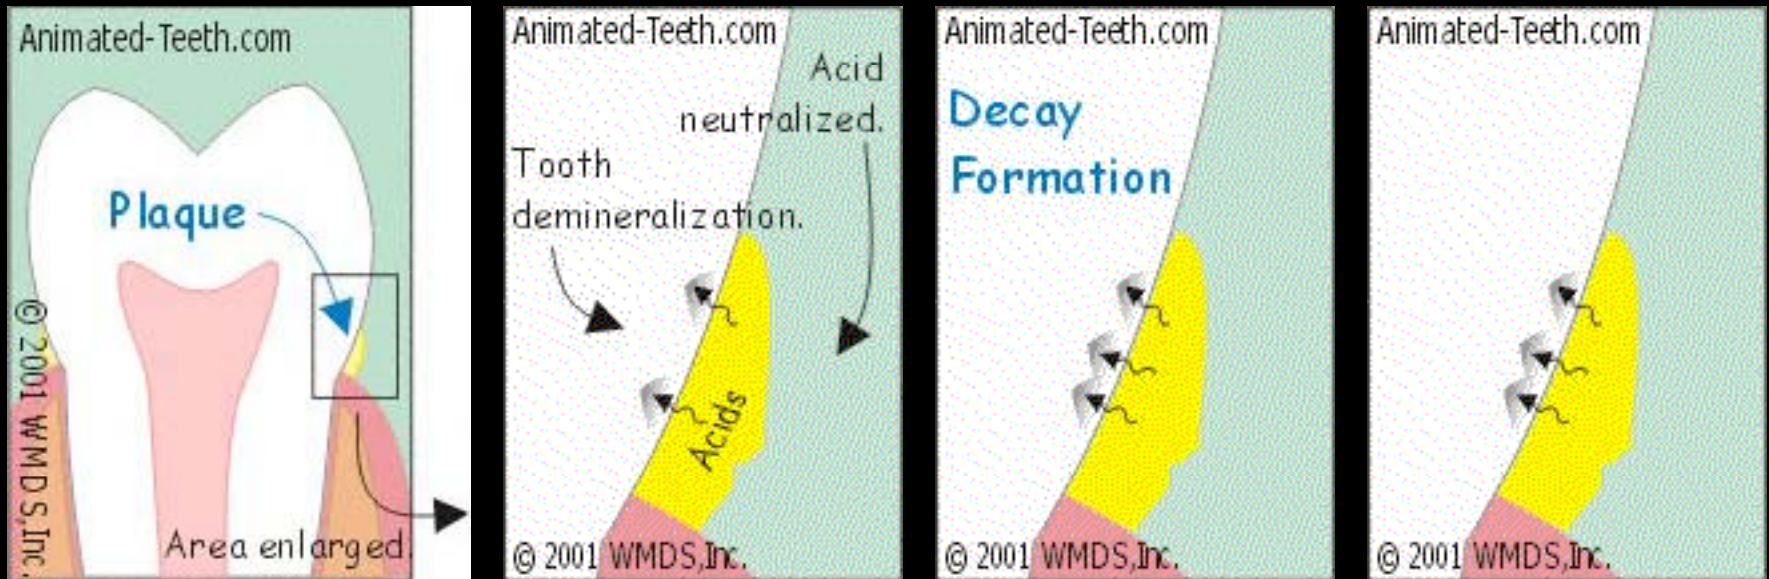 Animated-Teeth.com
Plaque
© 2001 WMDS,Inc.
Area enlarged.
Animated-Teeth.com
Acid
neutralized.
Tooth
demineralization.
Acids
© 2001 WMDS,Inc.
Animated-Teeth.com
Decay
Formation
© 2001 WMDS,Inc.
Animated-Teeth.com
© 2001 WMDS,Inc.